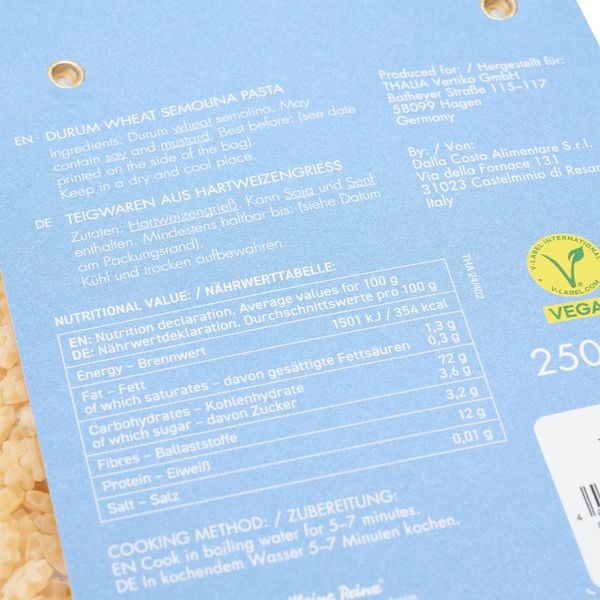 EN DURUM WHEAT SEMOLINA PASTA
Ingredients: Durum wheat semolina. May
contain soy and mustard. Best before: (see date
printed on the side of the bag)
Keep in a dry and cool place.
DE TEIGWAREN AUS HARTWEIZENGRIESS
Zutaten: Hartweizengrieß. Kann Soja und Senf
enthalten. Mindestens haltbar bis: (siehe Datum
am Packungsrand).
Kühl und trocken aufbewahren.
Produced for: / Hergestellt für:
THALIA Vertiko GmbH
Batheyer Straße 115-117
58099 Hagen
Germany
By: / Von:
Dalla Costa Alimentare S.r.l.
Via della Fornace 131
31023 Castelminio di Resan
Italy
THA 24-I402
V-LABEL INTERNATIONAL
V-LABEL.COM
VEGA
250
NUTRITIONAL VALUE: / NÄHRWERTTABELLE:
EN: Nutrition declaration. Average values for 100 g
DE: Nährwertdeklaration. Durchschnittswerte pro 100 g
Energy – Brennwert 1501 kJ / 354 kcal
Fat – Fett 1,3 g
of which saturates – davon gesättigte Fettsäuren 0,3 g
Carbohydrates – Kohlenhydrate 72 g
of which sugar – davon Zucker 3,6 g
Fibres – Ballaststoffe 3,2 g
Protein – Eiweiß 12 g
Salt – Salz 0,01 g
COOKING METHOD: / ZUBEREITUNG:
EN Cook in boiling water for 5–7 minutes.
DE In kochendem Wasser 5–7 Minuten kochen.
Kleine Prinz
4